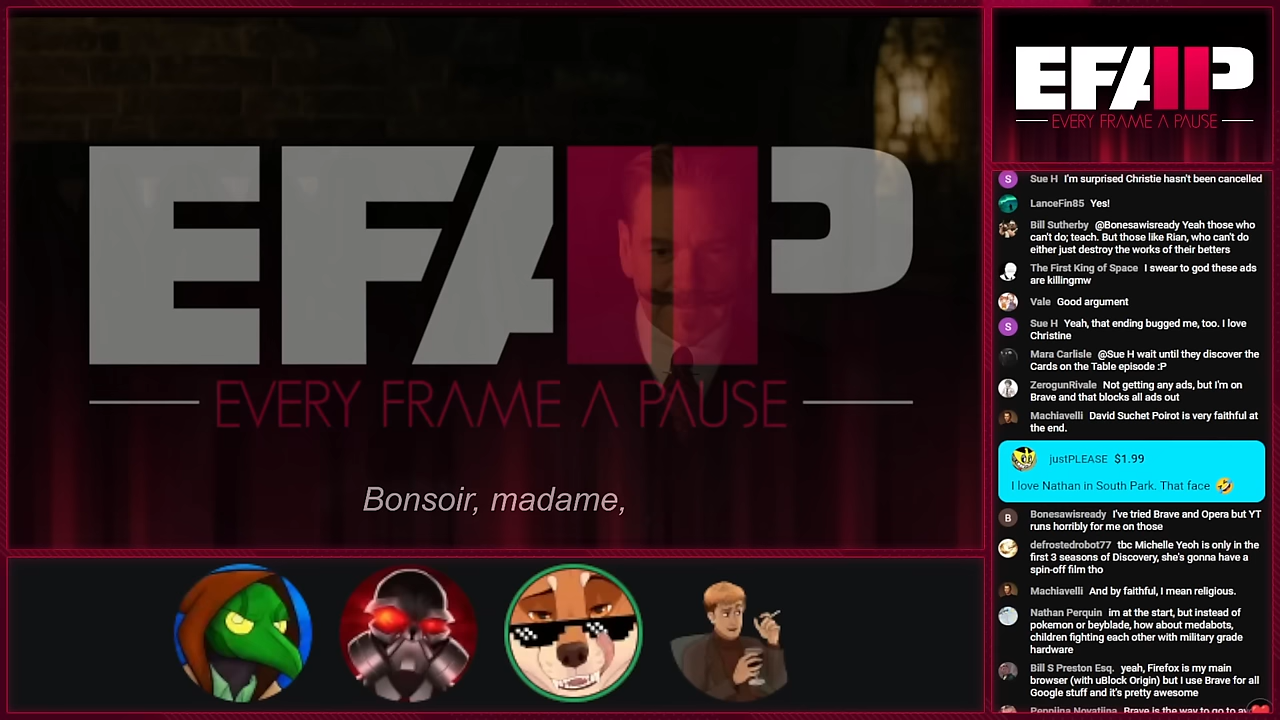 EFAP
EVERY FRAME A PAUSE
Bonsoir, madame,
EFAP
EVERY FRAME A PAUSE
S Sue H I'm surprised Christie hasn't been cancelled
LanceFin85 Yes!
Bill Sutherby @Bonesawisready Yeah those who
can't do; teach. But those like Rian, who can't do
either just destroy the works of their betters
The First King of Space I swear to god these ads
are killingmw
Vale Good argument
S Sue H Yeah, that ending bugged me, too. I love
Christine
Mara Carlisle @Sue H wait until they discover the
Cards on the Table episode :P
ZerogunRivale Not getting any ads, but I'm on
Brave and that blocks all ads out
Machiavelli David Suchet Poirot is very faithful at
the end.
justPLEASE $1.99
I love Nathan in South Park. That face 🤣
B Bonesawisready I've tried Brave and Opera but YT
runs horribly for me on those
defrostedrobot77 tbc Michelle Yeoh is only in the
first 3 seasons of Discovery, she's gonna have a
spin-off film tho
Machiavelli And by faithful, I mean religious.
Nathan Perquin im at the start, but instead of
pokemon or beyblade, how about medabots,
children fighting each other with military grade
hardware
Bill S Preston Esq. yeah, Firefox is my main
browser (with uBlock Origin) but I use Brave for all
Google stuff and it's pretty awesome
Brave is the way to go to